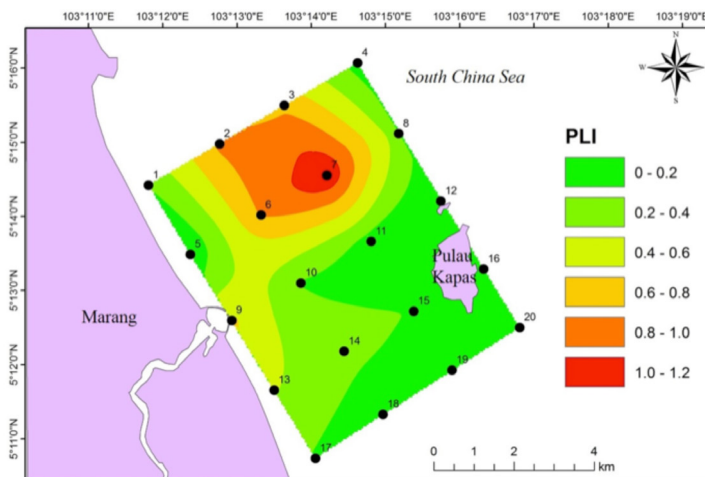 103°11'0"E 103°12'0"E 103°13'0"E 103°14'0"E 103°15'0"E 103°16'0"E 103°17'0"E 103°18'0"E 103°19'0"E
5°16'0"N
5°15'0"N
5°14'0"N
5°13'0"N
5°12'0"N
5°11'0"N
N
W E
S
South China Sea
4
3
8
2
7
1
12
6
11
5
Pulau
Kapas
16
10
15
20
Marang
9
14
19
13
18
17
PLI
0 - 0.2
0.2 - 0.4
0.4 - 0.6
0.6 - 0.8
0.8 - 1.0
1.0 - 1.2
0 1 2 4
km